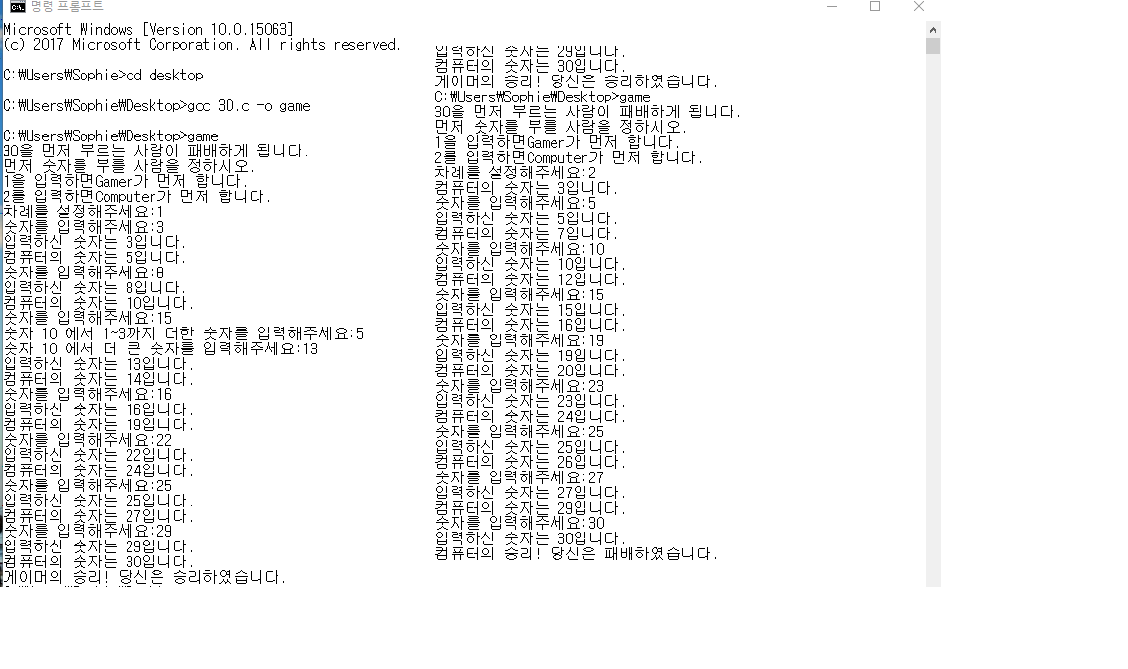 명령 프롬프트
Microsoft Windows [Version 10.0.15063]
(c) 2017 Microsoft Corporation. All rights reserved.
C:\Users\Sophie>cd desktop
C:\Users\Sophie\Desktop>gcc 30.c -o game
C:\Users\Sophie\Desktop>game
30을 먼저 부르는 사람이 패배하게 됩니다.
먼저 숫자를 부를 사람을 정하시오.
1을 입력하면Gamer가 먼저 합니다.
2를 입력하면Computer가 먼저 합니다.
차례를 설정해주세요:1
숫자를 입력해주세요:3
입력하신 숫자는 3입니다.
컴퓨터의 숫자는 5입니다.
숫자를 입력해주세요:8
입력하신 숫자는 8입니다.
컴퓨터의 숫자는 10입니다.
숫자를 입력해주세요:15
숫자 10 에서 1~3까지 더한 숫자를 입력해주세요:5
숫자 10 에서 더 큰 숫자를 입력해주세요:13
입력하신 숫자는 13입니다.
컴퓨터의 숫자는 14입니다.
숫자를 입력해주세요:16
입력하신 숫자는 16입니다.
컴퓨터의 숫자는 19입니다.
숫자를 입력해주세요:22
입력하신 숫자는 22입니다.
컴퓨터의 숫자는 24입니다.
숫자를 입력해주세요:25
입력하신 숫자는 25입니다.
컴퓨터의 숫자는 27입니다.
숫자를 입력해주세요:29
입력하신 숫자는 29입니다.
컴퓨터의 숫자는 30입니다.
게이머의 승리! 당신은 승리하였습니다.
입력하신 숫자는 29입니다.
컴퓨터의 숫자는 30입니다.
게이머의 승리! 당신은 승리하였습니다.
C:\Users\Sophie\Desktop>game
30을 먼저 부르는 사람이 패배하게 됩니다.
먼저 숫자를 부를 사람을 정하시오.
1을 입력하면Gamer가 먼저 합니다.
2를 입력하면Computer가 먼저 합니다.
차례를 설정해주세요:2
컴퓨터의 숫자는 3입니다.
숫자를 입력해주세요:5
입력하신 숫자는 5입니다.
컴퓨터의 숫자는 7입니다.
숫자를 입력해주세요:10
입력하신 숫자는 10입니다.
컴퓨터의 숫자는 12입니다.
숫자를 입력해주세요:15
입력하신 숫자는 15입니다.
컴퓨터의 숫자는 16입니다.
숫자를 입력해주세요:19
입력하신 숫자는 19입니다.
컴퓨터의 숫자는 20입니다.
숫자를 입력해주세요:23
입력하신 숫자는 23입니다.
컴퓨터의 숫자는 24입니다.
숫자를 입력해주세요:25
입력하신 숫자는 25입니다.
컴퓨터의 숫자는 26입니다.
숫자를 입력해주세요:27
입력하신 숫자는 27입니다.
컴퓨터의 숫자는 29입니다.
숫자를 입력해주세요:30
입력하신 숫자는 30입니다.
컴퓨터의 승리! 당신은 패배하였습니다.